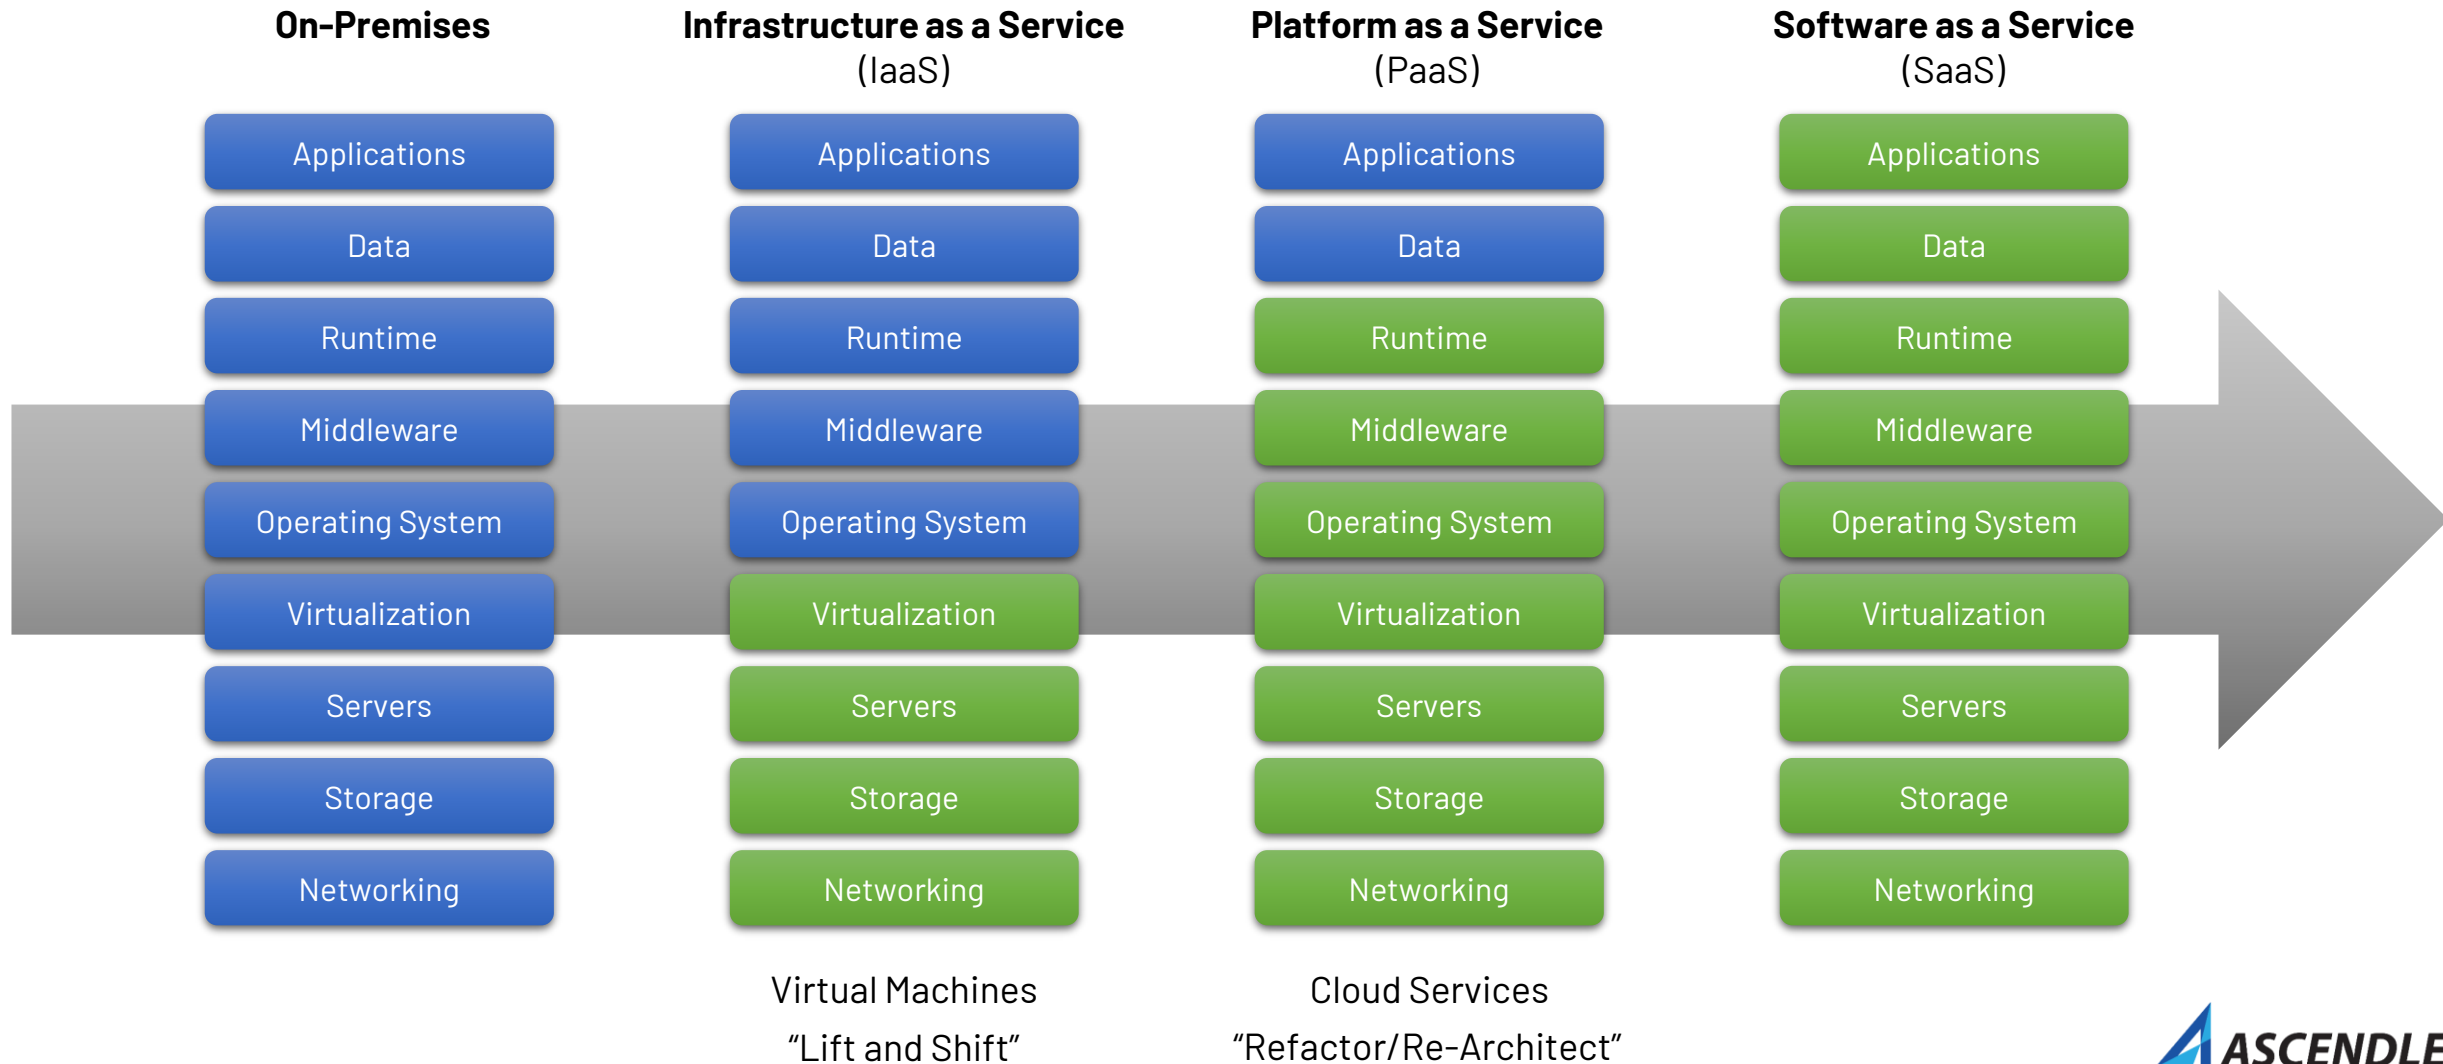 On-Premises
Applications
Data
Runtime
Middleware
Operating System
Virtualization
Servers
Storage
Networking
Infrastructure as a Service
(IaaS)
Applications
Data
Runtime
Middleware
Operating System
Virtualization
Servers
Storage
Networking
Virtual Machines
“Lift and Shift”
Platform as a Service
(PaaS)
Applications
Data
Runtime
Middleware
Operating System
Virtualization
Servers
Storage
Networking
Cloud Services
“Refactor/Re-Architect”
Software as a Service
(SaaS)
Applications
Data
Runtime
Middleware
Operating System
Virtualization
Servers
Storage
Networking
ASCENDLE